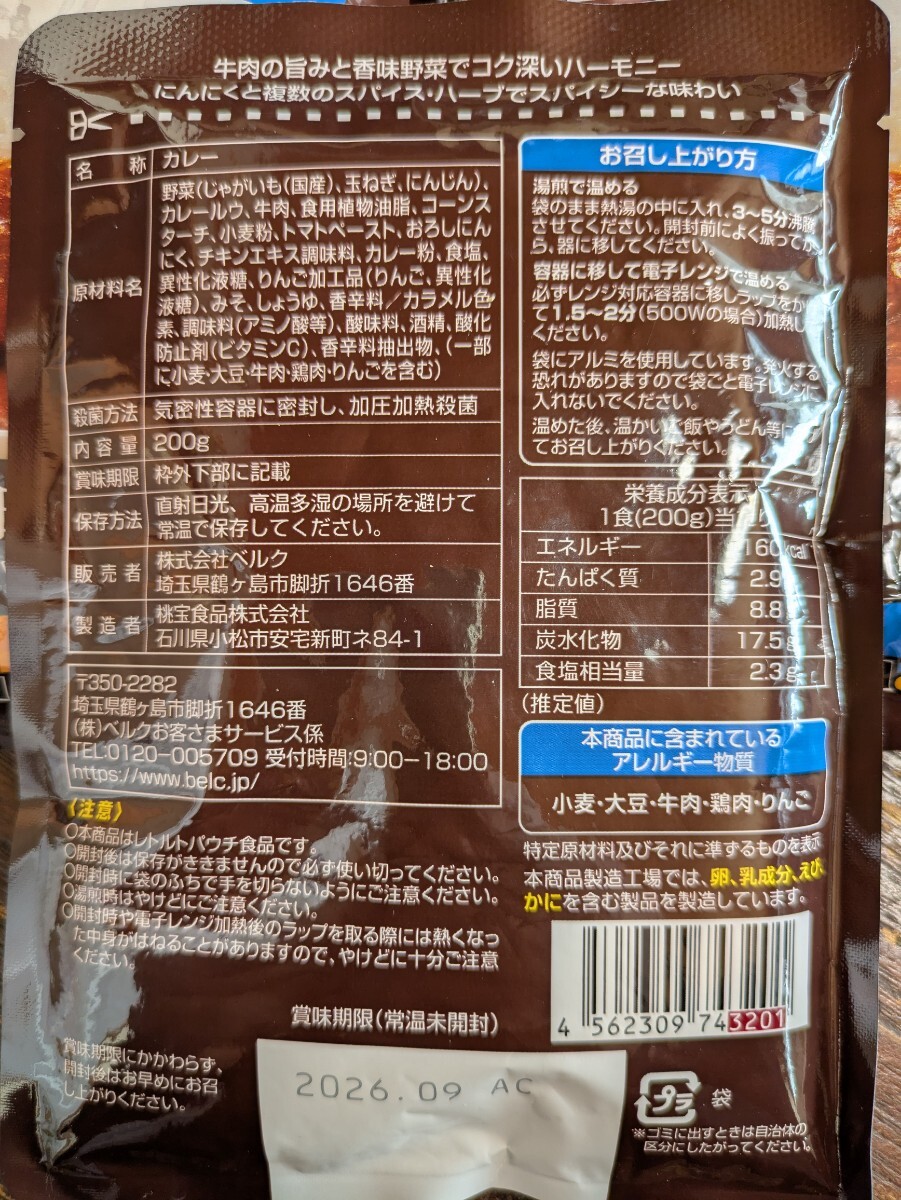 牛肉の旨みと香味野菜でコク深いハーモニー
にんにくと複数のスパイス・ハーブでスパイシーな味わい
名称 カレー
原材料名
野菜(じゃがいも(国産)、玉ねぎ、にんじん)、
カレールウ、牛肉、食用植物油脂、コーンス
ターチ、小麦粉、トマトペースト、おろしにん
にく、チキンエキス調味料、カレー粉、食塩、
異性化液糖、りんご加工品(りんご、異性化
液糖)、みそ、しょうゆ、香辛料/カラメル色
素、調味料(アミノ酸等)、酸味料、酒精、酸化
防止剤(ビタミンC)、香辛料抽出物、(一部
に小麦・大豆・牛肉・鶏肉・りんごを含む)
殺菌方法 気密性容器に密封し、加圧加熱殺菌
内容量 200g
賞味期限 枠外下部に記載
保存方法 直射日光、高温多湿の場所を避けて
常温で保存してください。
販売者 株式会社ベルク
埼玉県鶴ヶ島市脚折1646番
製造者 桃宝食品株式会社
石川県小松市安宅新町ネ84-1
〒350-2282
埼玉県鶴ヶ島市脚折1646番
(株)ベルクお客さまサービス係
TEL:0120-005709 受付時間:9:00-18:00
https://www.belc.jp/
〈注意〉
○本商品はレトルトパウチ食品です。
○開封後は保存がききませんので必ず使い切ってください。
○開封時に袋のふちで手を切らないようにご注意ください。
○湯煎時はやけどにご注意ください。
○開封時や電子レンジ加熱後のラップを取る際には熱くなっ
た中身がはねることがありますので、やけどに十分ご注意
ください。
お召し上がり方
湯煎で温める
袋のまま熱湯の中に入れ、3〜5分沸騰
させてください。開封前によく振ってか
ら、器に移してください。
容器に移して電子レンジで温める
必ずレンジ対応容器に移しラップをか
て1.5〜2分(500Wの場合)加熱し
ください。
袋にアルミを使用しています。発火する
恐れがありますので袋ごと電子レンジに
入れないでください。
温めた後、温かいご飯やうどん等に
てお召し上がりください。
栄養成分表示
1食(200g)当たり
エネルギー 160kcal
たんぱく質 2.9
脂質 8.8
炭水化物 17.5g
食塩相当量 2.3g
(推定値)
本商品に含まれている
アレルギー物質
小麦・大豆・牛肉・鶏肉・りんご
特定原材料及びそれに準ずるものを表示
本商品製造工場では、卵、乳成分、えび、
かにを含む製品を製造しています。
4 562309 743201
賞味期限(常温未開封)
2026.09 AC
賞味期限にかかわらず、
開封後はお早めにお召
し上がりください。
プラ 袋
※ゴミに出すときは自治体の
区分にしたがってください。